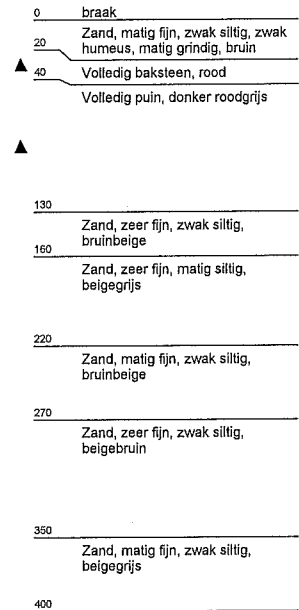 0 braak
Zand, matig fijn, zwak siltig, zwak
20 humeus, matig grindig, bruin
40 Volledig baksteen, rood
Volledig puin, donker roodgrijs
130
Zand, zeer fijn, zwak siltig,
bruinbeige
160
Zand, zeer fijn, matig siltig,
beigegrijs
220
Zand, matig fijn, zwak siltig,
bruinbeige
270
Zand, zeer fijn, zwak siltig,
beigebruin
350
Zand, matig fijn, zwak siltig,
beigegrijs
400